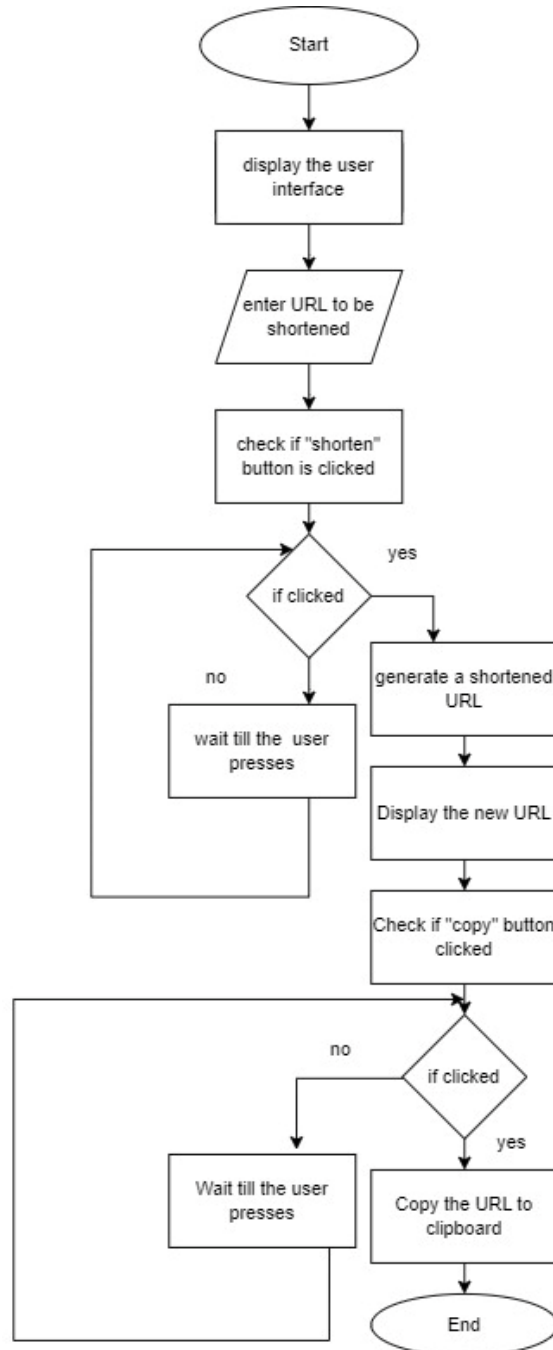 Start
display the user
interface
enter URL to be
shortened
check if "shorten"
button is clicked
yes
if clicked
no
generate a shortened
URL
wait till the  user
presses
Display the new URL
Check if "copy" button
clicked
no
if clicked
yes
Wait till the user
presses
Copy the URL to
clipboard
End